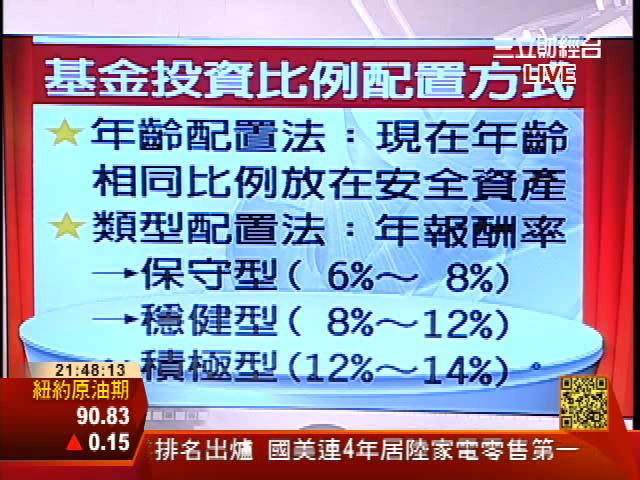 三立財經台
LIVE
基金投資比例配置方式
年齡配置法：現在年齡
相同比例放在安全資產
類型配置法：年報酬率
→保守型( 6%～ 8%)
→穩健型( 8%～12%)
積極型(12%～14%)。
21:48:13
紐約原油期
90.83
▲0.15
排名出爐 國美連4年居陸家電零售第一